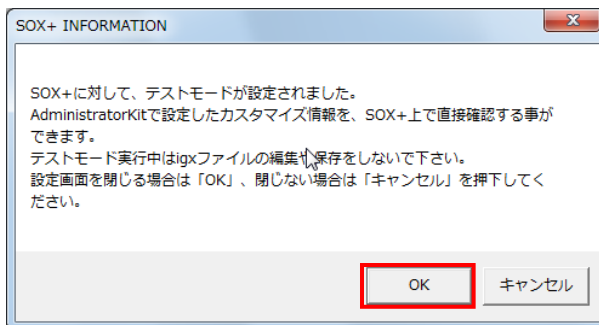 SOX+ INFORMATION
SOX+に対して、テストモードが設定されました。
AdministratorKitで設定したカスタマイズ情報を、SOX+上で直接確認する事が
できます。
テストモード実行中はigxファイルの編集や保存をしないで下さい。
設定画面を閉じる場合は「OK」、閉じない場合は「キャンセル」を押下してく
ださい。
OK
キャンセル